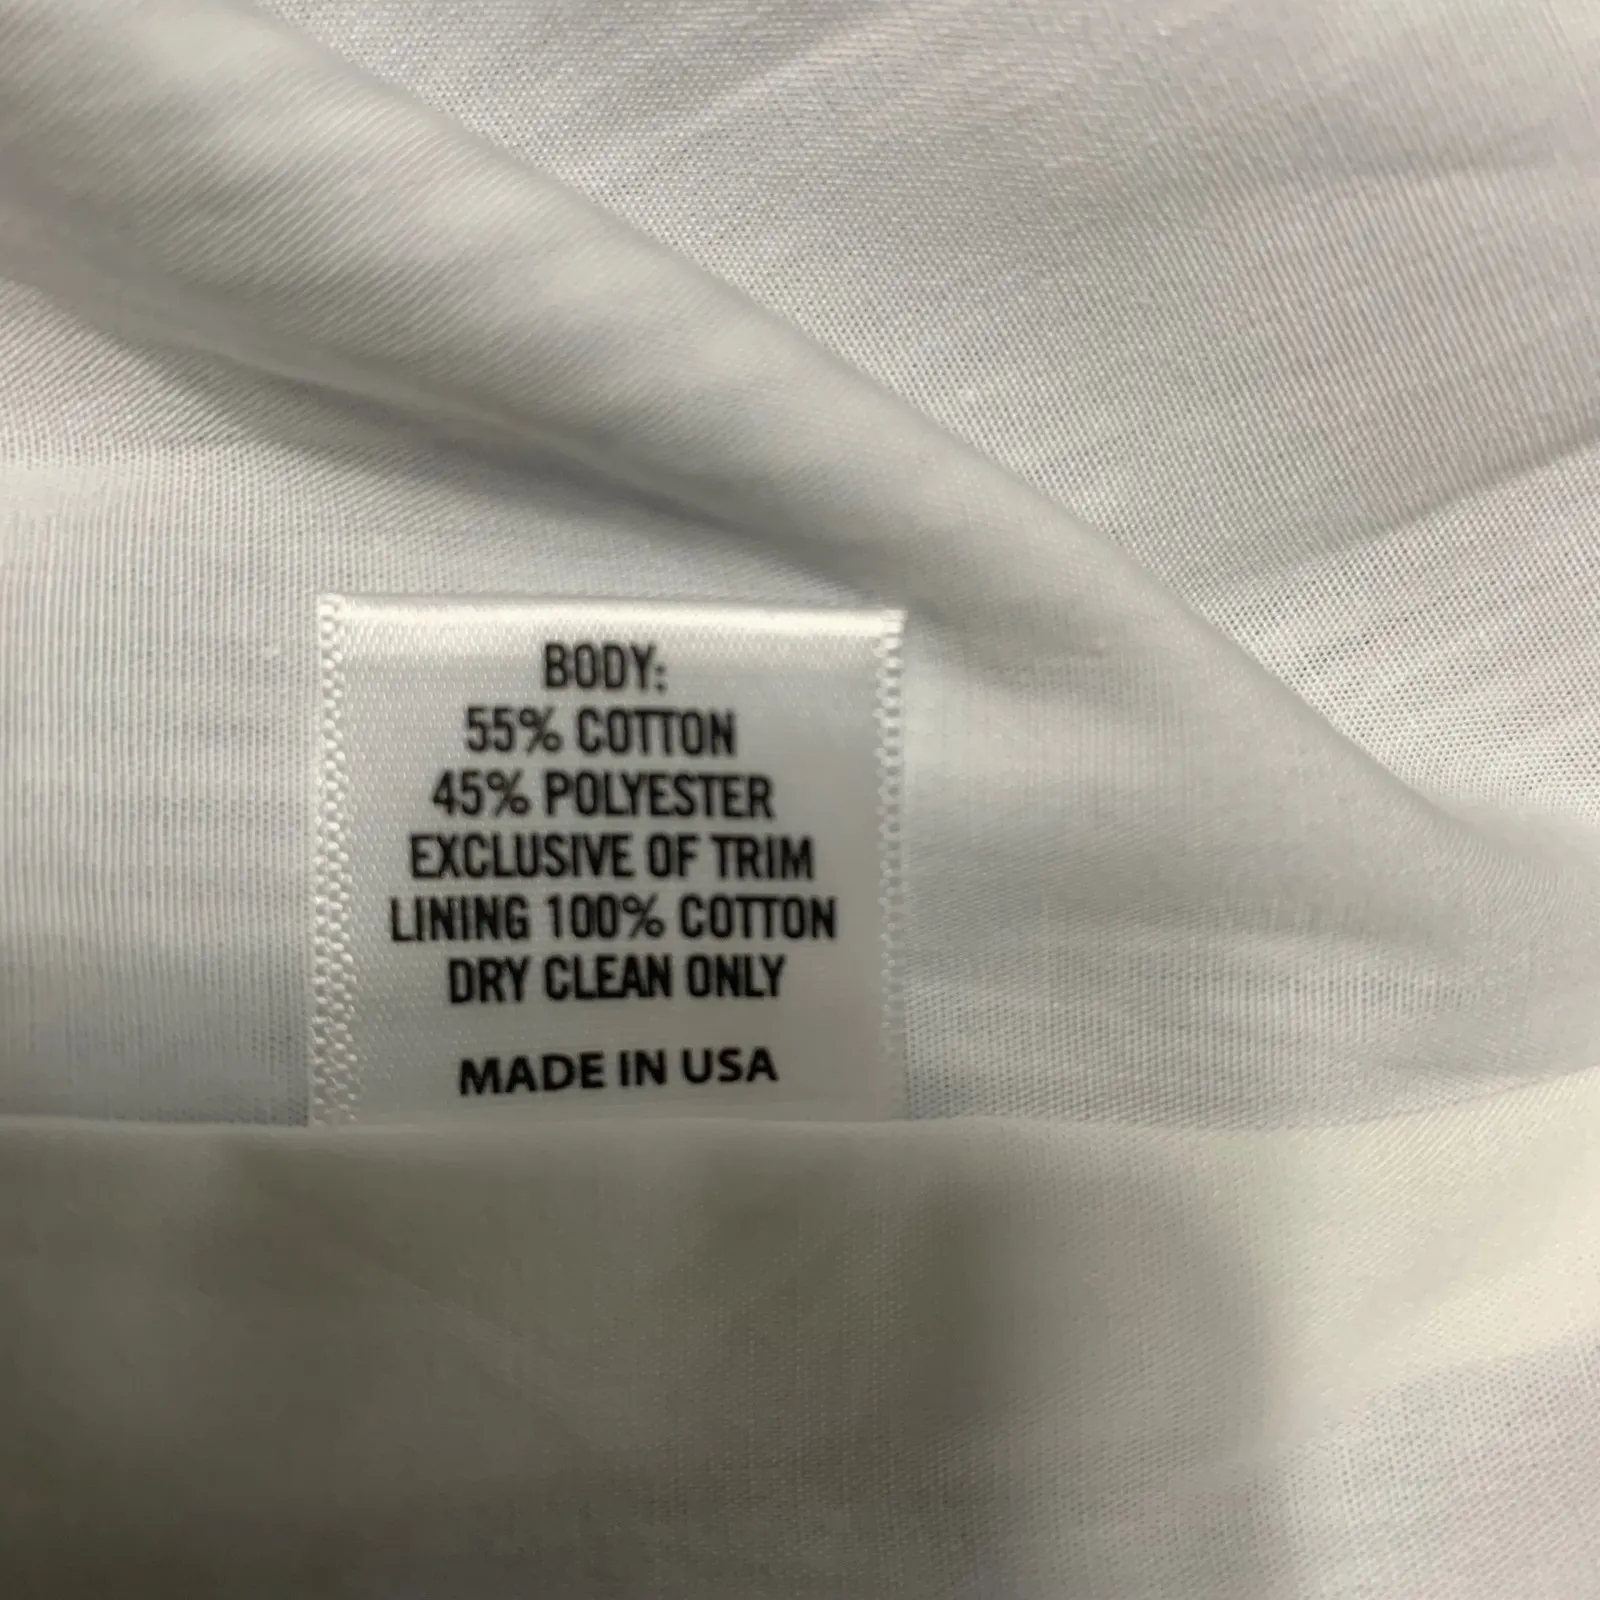 BODY:
55% COTTON
45% POLYESTER
EXCLUSIVE OF TRIM
LINING 100% COTTON
DRY CLEAN ONLY
MADE IN USA